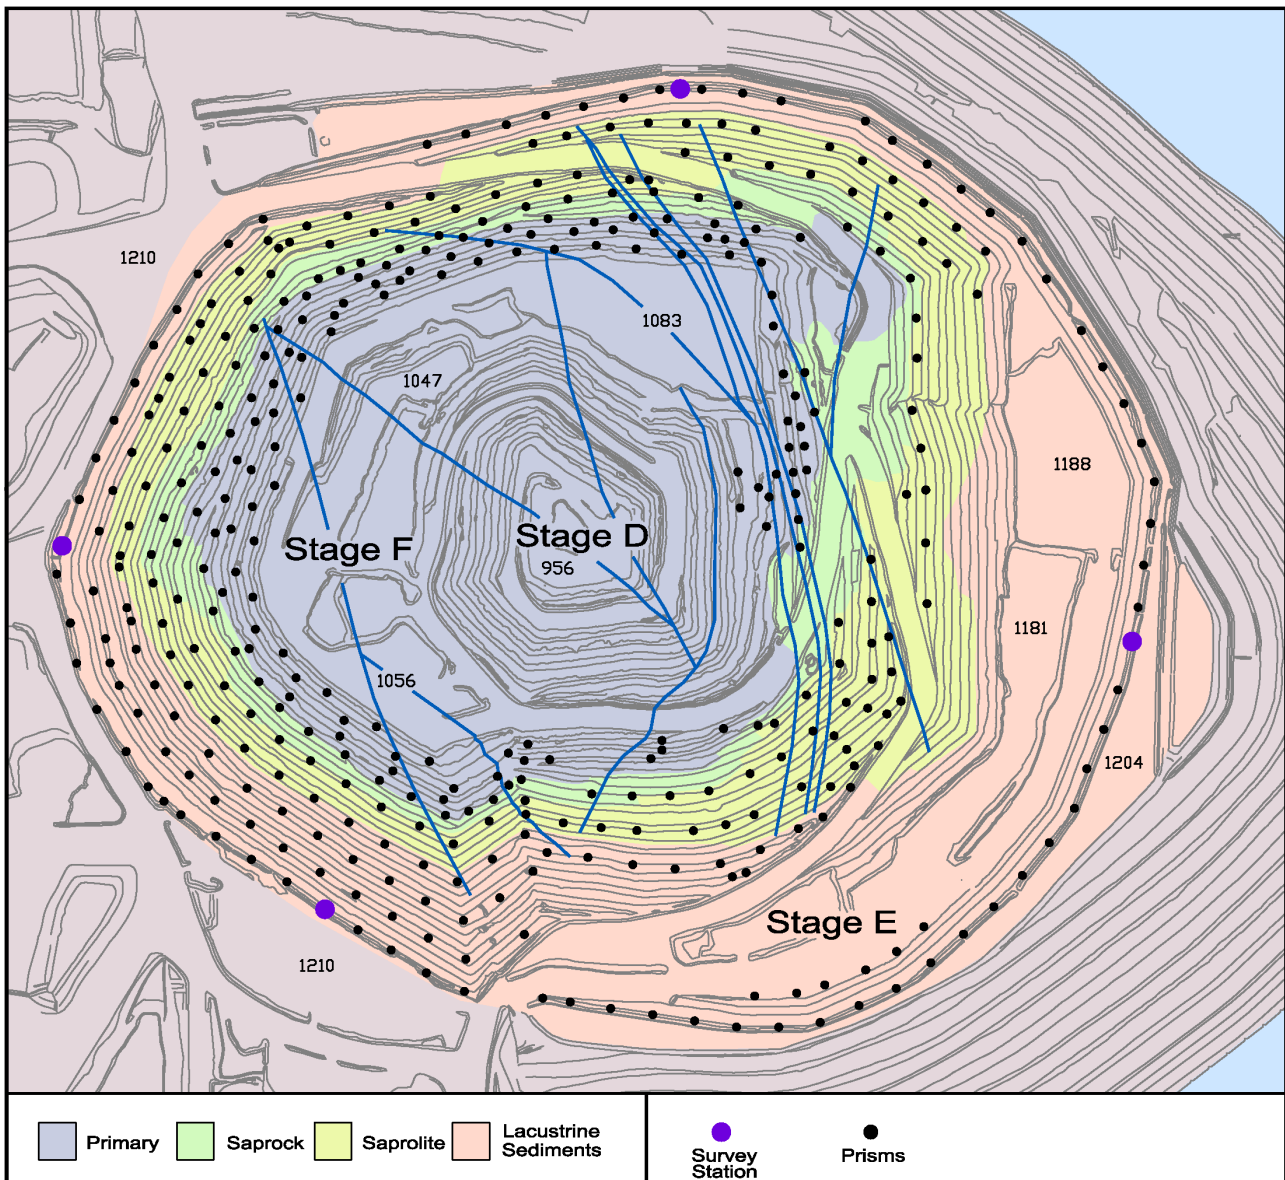 1210
1083
1047
1188
Stage F
Stage D
956
1181
1056
1204
Stage E
1210
Primary
Saprock
Saprolite
Lacustrine
Sediments
Survey
Station
Prisms